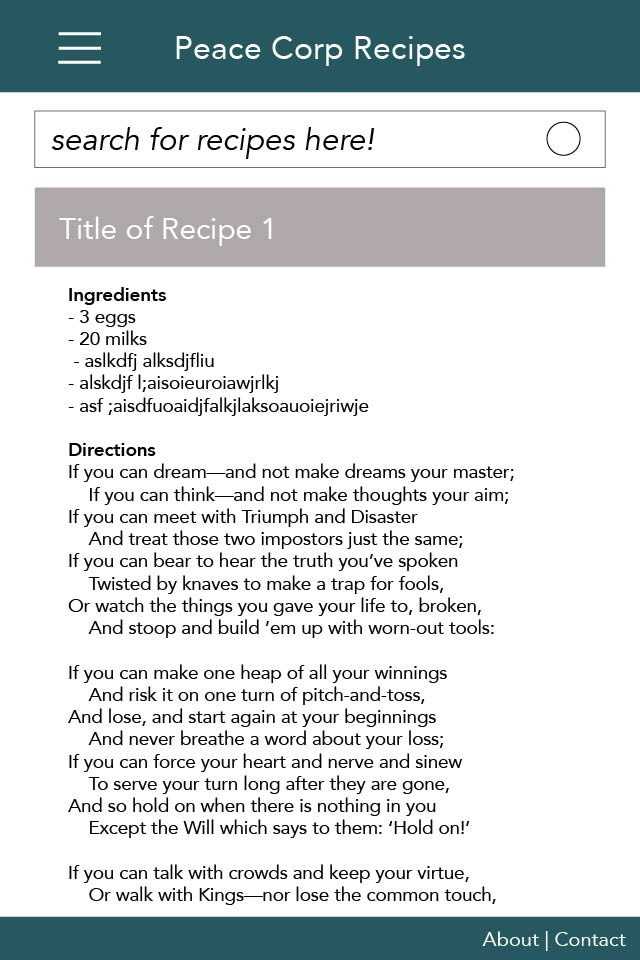 Peace Corp Recipes
search for recipes here!
Title of Recipe 1
Ingredients
- 3 eggs
- 20 milks
- aslkdfj alksdjfliu
- alskdjf l;aisoieuroiawjrlkj
- asf ;aisdfuoaidjfalkjlaksoauoiejriwje
Directions
If you can dream—and not make dreams your master;
If you can think—and not make thoughts your aim;
If you can meet with Triumph and Disaster
And treat those two impostors just the same;
If you can bear to hear the truth you’ve spoken
Twisted by knaves to make a trap for fools,
Or watch the things you gave your life to, broken,
And stoop and build ’em up with worn-out tools:
If you can make one heap of all your winnings
And risk it on one turn of pitch-and-toss,
And lose, and start again at your beginnings
And never breathe a word about your loss;
If you can force your heart and nerve and sinew
To serve your turn long after they are gone,
And so hold on when there is nothing in you
Except the Will which says to them: ‘Hold on!’
If you can talk with crowds and keep your virtue,
Or walk with Kings—nor lose the common touch,
About | Contact